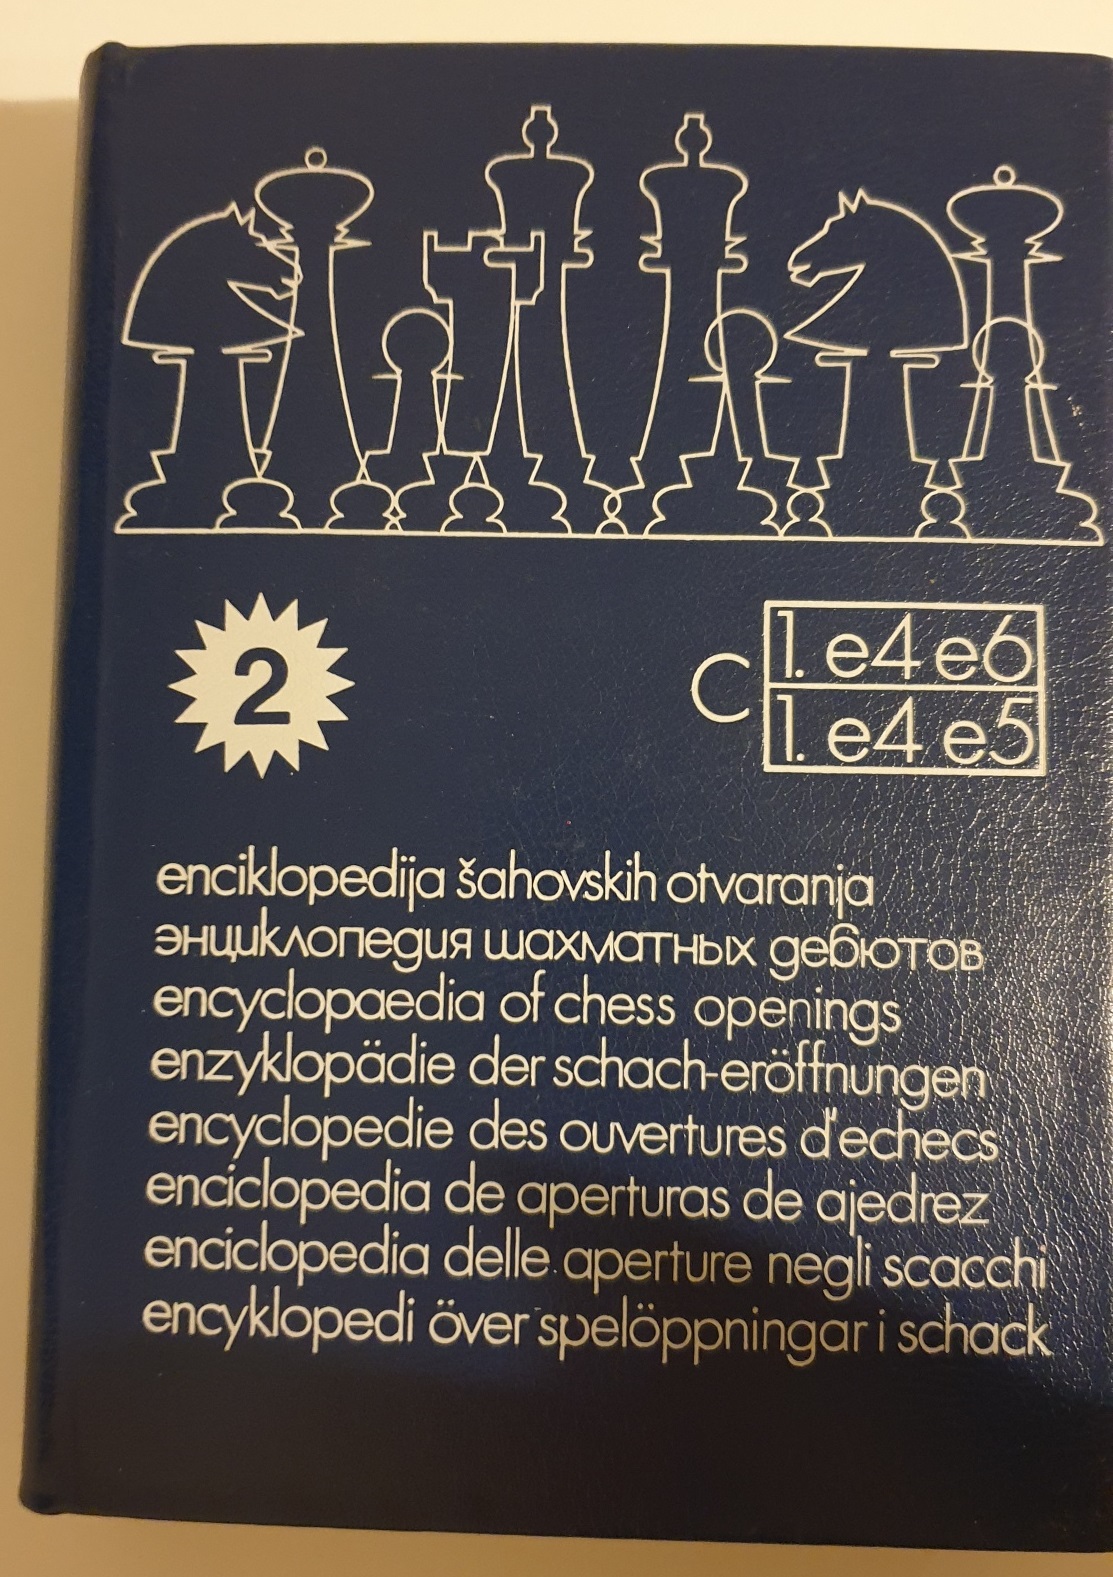 2
C
1. e4 e6
1. e4 e5
enciklopedija šahovskih otvaranja
энциклопедия шахматных дебютов
encyclopaedia of chess openings
enzyklopädie der schach-eröffnungen
encyclopedie des ouvertures d'echecs
enciclopedia de aperturas de ajedrez
enciclopedia delle aperture negli scacchi
encyklopedi över spelöppningar i schack